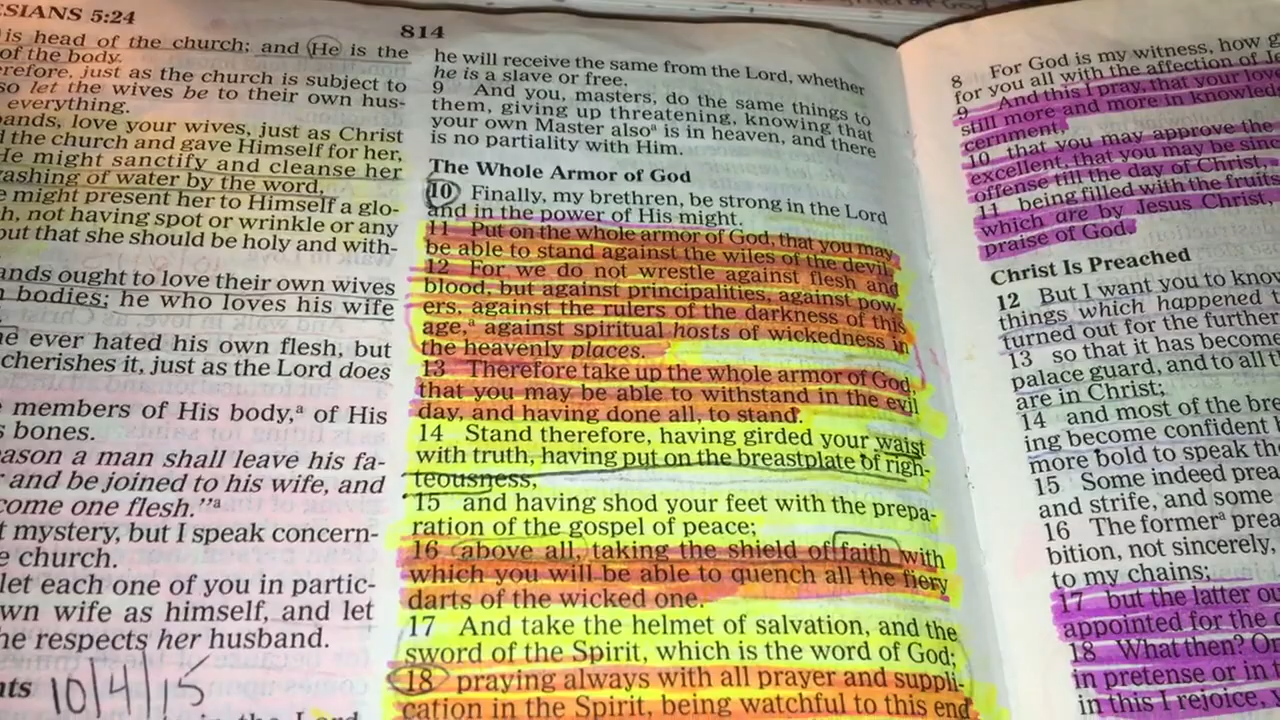 SIANS 5:24
is head of the church; and He is the
of the body.
erefore, just as the church is subject to
so let the wives be to their own hus-
everything.
ands, love your wives, just as Christ
the church and gave Himself for her,
He might sanctify and cleanse her
ashing of water by the word,
might present her to Himself a glo-
h, not having spot or wrinkle or any
but that she should be holy and with-
ands ought to love their own wives
bodies; he who loves his wife
ne ever hated his own flesh, but
cherishes it, just as the Lord does
members of His body,a of His
bones.
ason a man shall leave his fa-
and be joined to his wife, and
come one flesh."a
t mystery, but I speak concern-
e church.
let each one of you in partic-
wn wife as himself, and let
he respects her husband.
nts 10/4/15
814
he will receive the same from the Lord, whether
he is a slave or free.
9 And you, masters, do the same things to
them, giving up threatening, knowing that
your own Master alsoa is in heaven, and there
is no partiality with Him.
The Whole Armor of God
10 Finally, my brethren, be strong in the Lord
and in the power of His might.
11 Put on the whole armor of God, that you may
be able to stand against the wiles of the devil.
12 For we do not wrestle against flesh and
blood, but against principalities, against pow-
ers, against the rulers of the darkness of this
age,a against spiritual hosts of wickedness in
the heavenly places.
13 Therefore take up the whole armor of God,
that you may be able to withstand in the evil
day, and having done all, to stand.
14 Stand therefore, having girded your waist
with truth, having put on the breastplate of righ-
teousness,
15 and having shod your feet with the prepa-
ration of the gospel of peace;
16 above all, taking the shield of faith with
which you will be able to quench all the fiery
darts of the wicked one.
17 And take the helmet of salvation, and the
sword of the Spirit, which is the word of God;
18 praying always with all prayer and suppli-
cation in the Spirit, being watchful to this end
8 For God is my witness, how g
for you all with the affection of Je
9 And this I pray, that your love
still more and more in knowled
cernment,
10 that you may approve the
excellent, that you may be sinc
offense till the day of Christ,
11 being filled with the fruits
which are by Jesus Christ,
praise of God.
Christ Is Preached
12 But I want you to know
things which happened t
turned out for the further
13 so that it has become
palace guard, and to all t
are in Christ;
14 and most of the bre
ing become confident b
more bold to speak th
15 Some indeed prea
and strife, and some
16 The formera prea
bition, not sincerely,
to my chains;
17 but the latter ou
appointed for the d
18 What then? On
in pretense or in t
in this I rejoice,